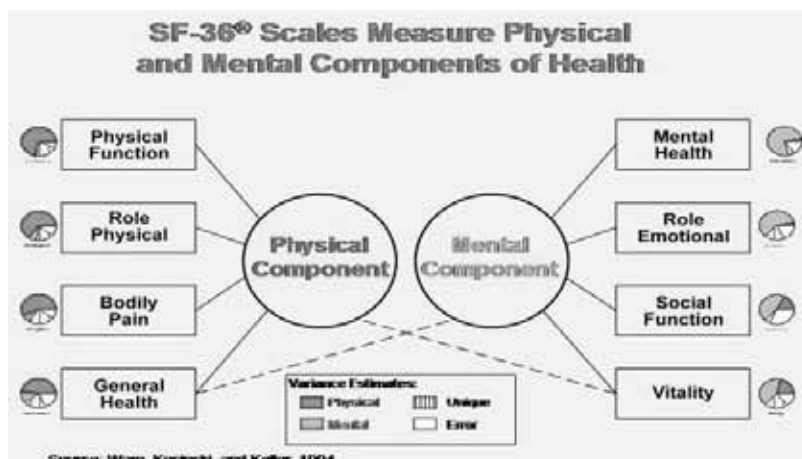 SF-36® Scales Measure Physical
and Mental Components of Health
Physical
Function
Mental
Health
Role
Physical
Role
Emotional
Physical
Component
Mental
Component
Bodily
Pain
Social
Function
General
Health
Vitality
Variance Estimates:
Physical
Unique
Mental
Error